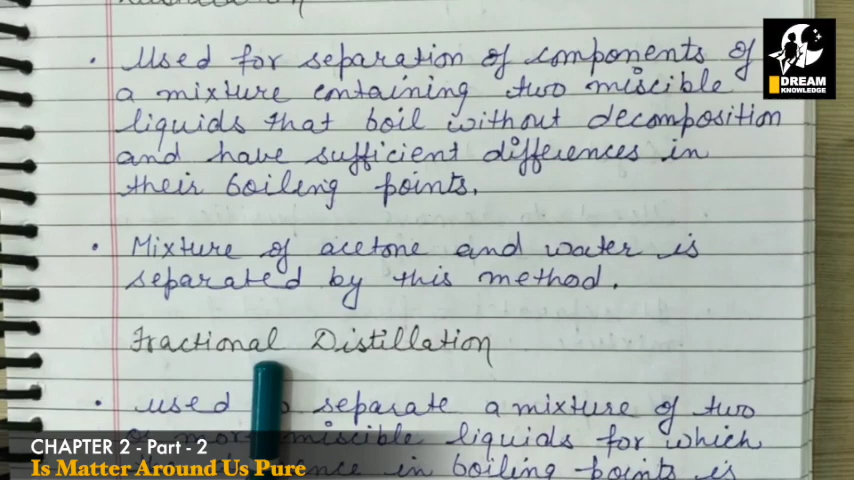 • Used for separation of components of
a mixture containing two miscible
liquids that boil without decomposition
and have sufficient differences in
their boiling points.
• Mixture of acetone and water is
separated by this method.
Fractional Distillation
• used separate a mixture of two
miscible liquids for which
in boiling points is
DREAM
KNOWLEDGE
CHAPTER 2 - Part - 2
Is Matter Around Us Pure